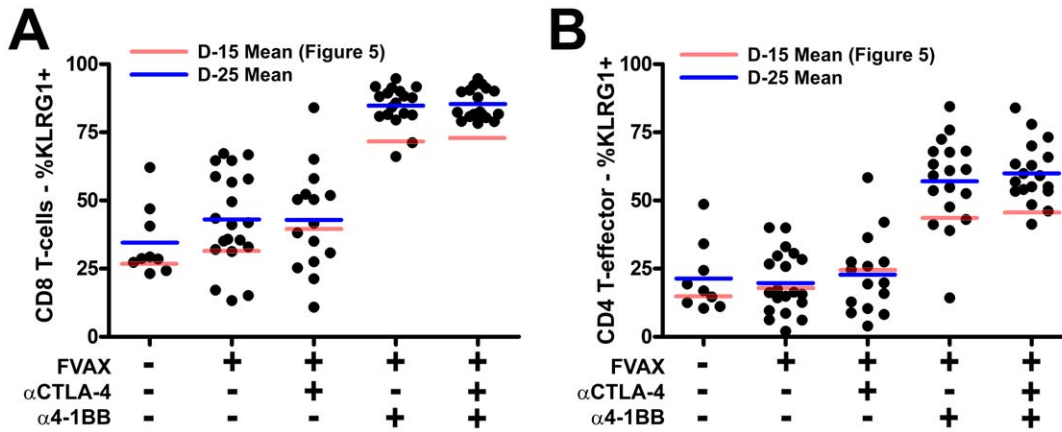 A
D-15 Mean (Figure 5)
D-25 Mean
CD8 T-cells - %KLRG1+
100
75
50
25
0
FVAX - + + + +
αCTLA-4 - - + - +
α4-1BB - - - + +
B
D-15 Mean (Figure 5)
D-25 Mean
CD4 T-effector - %KLRG1+
100
75
50
25
0
FVAX - + + + +
αCTLA-4 - - + - +
α4-1BB - - - + +